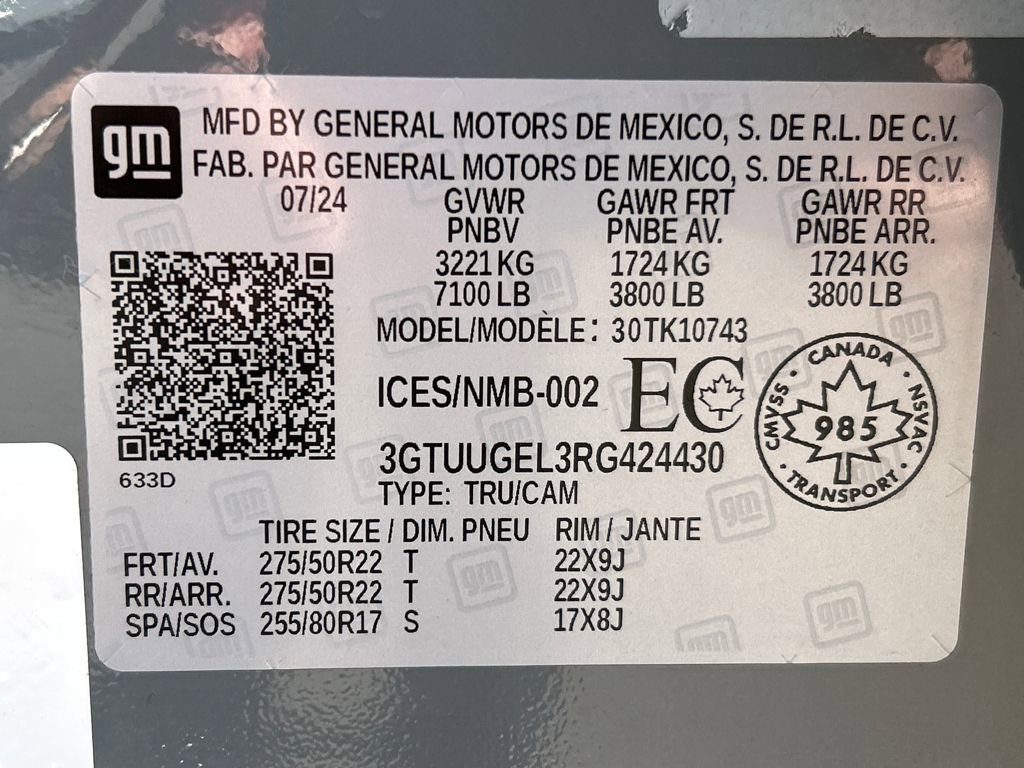 gm
MFD BY GENERAL MOTORS DE MEXICO, S. DE R.L. DE C.V.
FAB. PAR GENERAL MOTORS DE MEXICO, S. DE R.L. DE C.V.
07/24 GVWR GAWR FRT GAWR RR
PNBV PNBE AV. PNBE ARR.
3221 KG 1724 KG 1724 KG
7100 LB 3800 LB 3800 LB
MODEL/MODÈLE: 30TK10743
ICES/NMB-002 EC
CANADA · NSVAC · TRANSPORT · CMVSS ·
985
3GTUUGEL3RG424430
633D
TYPE: TRU/CAM
TIRE SIZE / DIM. PNEU RIM / JANTE
FRT/AV. 275/50R22 T 22X9J
RR/ARR. 275/50R22 T 22X9J
SPA/SOS 255/80R17 S 17X8J